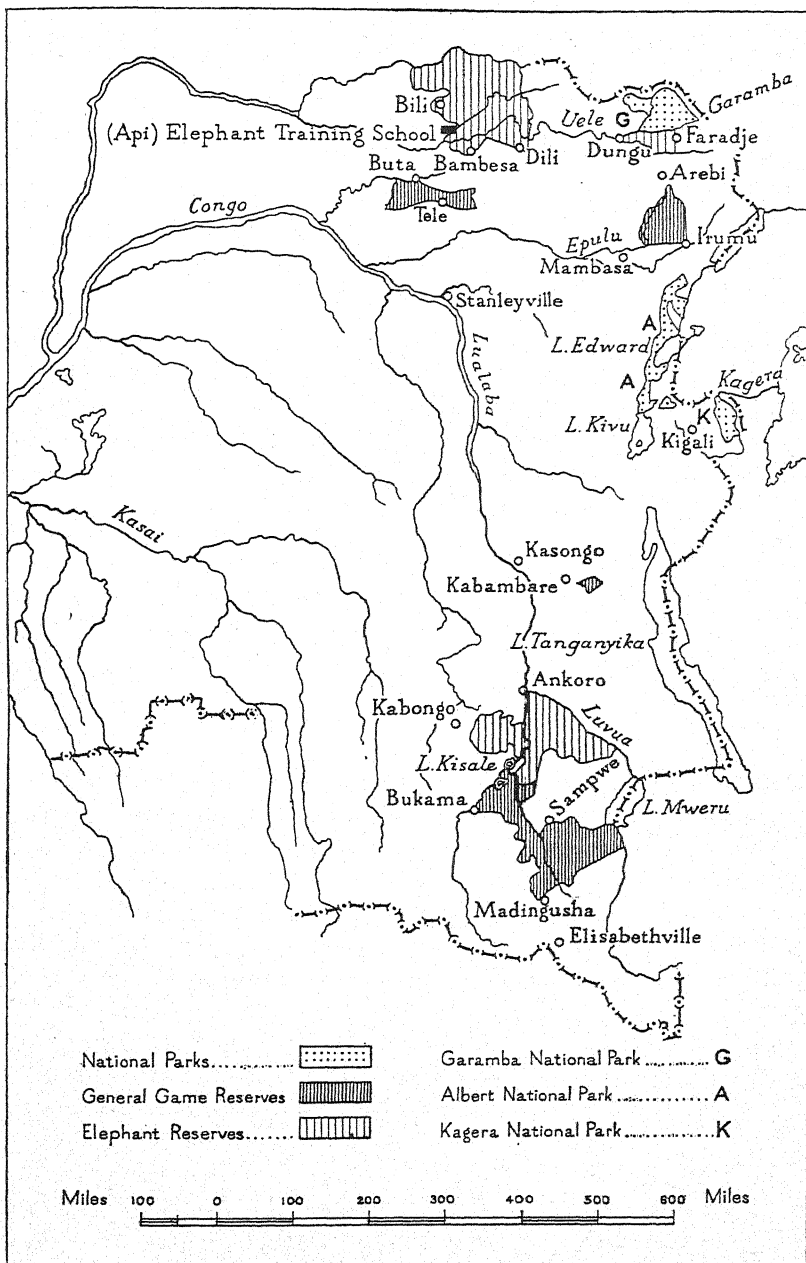 Bili
Garamba
Uele
G
(Api) Elephant Training School
Dungu
Faradje
Buta
Bambesa
Dili
Arebi
Tele
Congo
Epulu
Irumu
Mambasa
Stanleyville
A
L.Edward
Lualaba
A
Kagera
L.Kivu
K
Kigali
Kasai
Kasongo
Kabambare
L.Tanganyika
Ankoro
Kabongo
Luvua
L.Kisale
Sampwe
Bukama
L.Mweru
Madingusha
Elisabethville
National Parks
General Game Reserves
Elephant Reserves
Garamba National Park G
Albert National Park A
Kagera National Park K
Miles 100 0 100 200 300 400 500 600 Miles